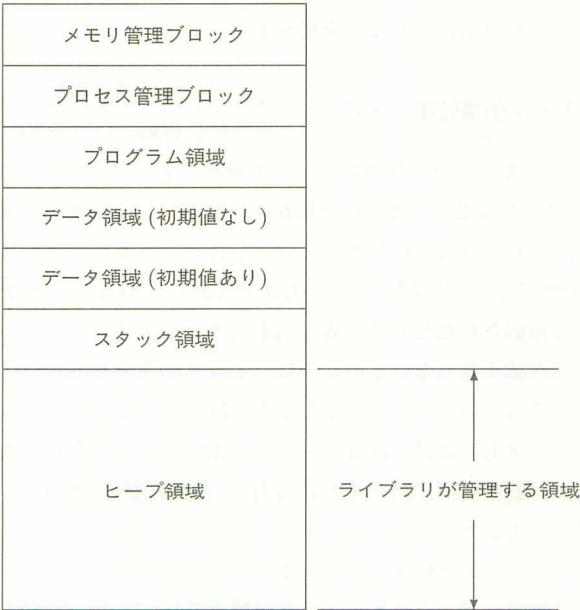 メモリ管理ブロック
プロセス管理ブロック
プログラム領域
データ領域 (初期値なし)
データ領域 (初期値あり)
スタック領域
ヒープ領域
ライブラリが管理する領域